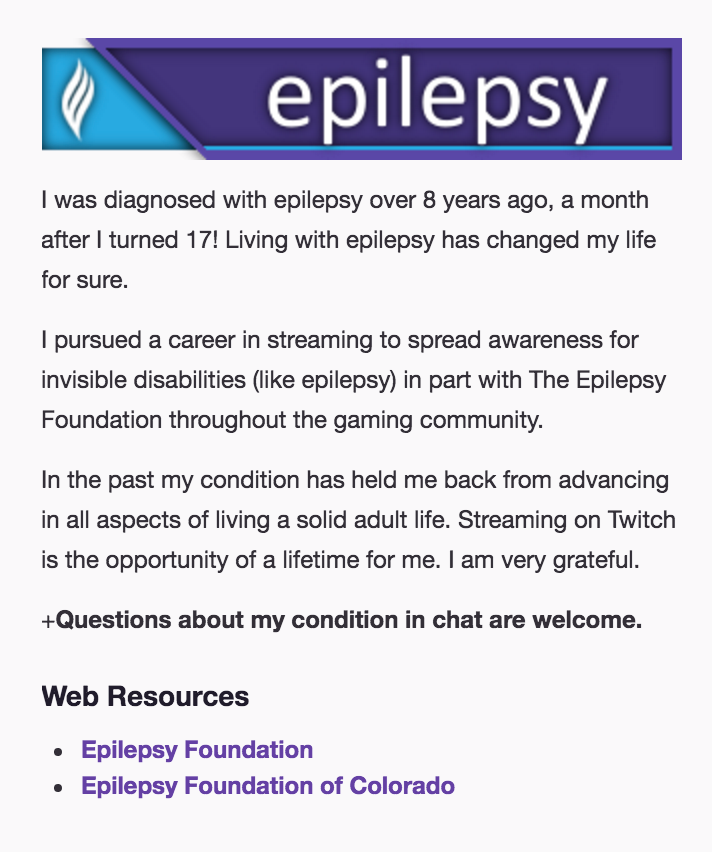 epilepsy
I was diagnosed with epilepsy over 8 years ago, a month
after I turned 17! Living with epilepsy has changed my life
for sure.
I pursued a career in streaming to spread awareness for
invisible disabilities (like epilepsy) in part with The Epilepsy
Foundation throughout the gaming community.
In the past my condition has held me back from advancing
in all aspects of living a solid adult life. Streaming on Twitch
is the opportunity of a lifetime for me. I am very grateful.
+Questions about my condition in chat are welcome.
Web Resources
• Epilepsy Foundation
• Epilepsy Foundation of Colorado